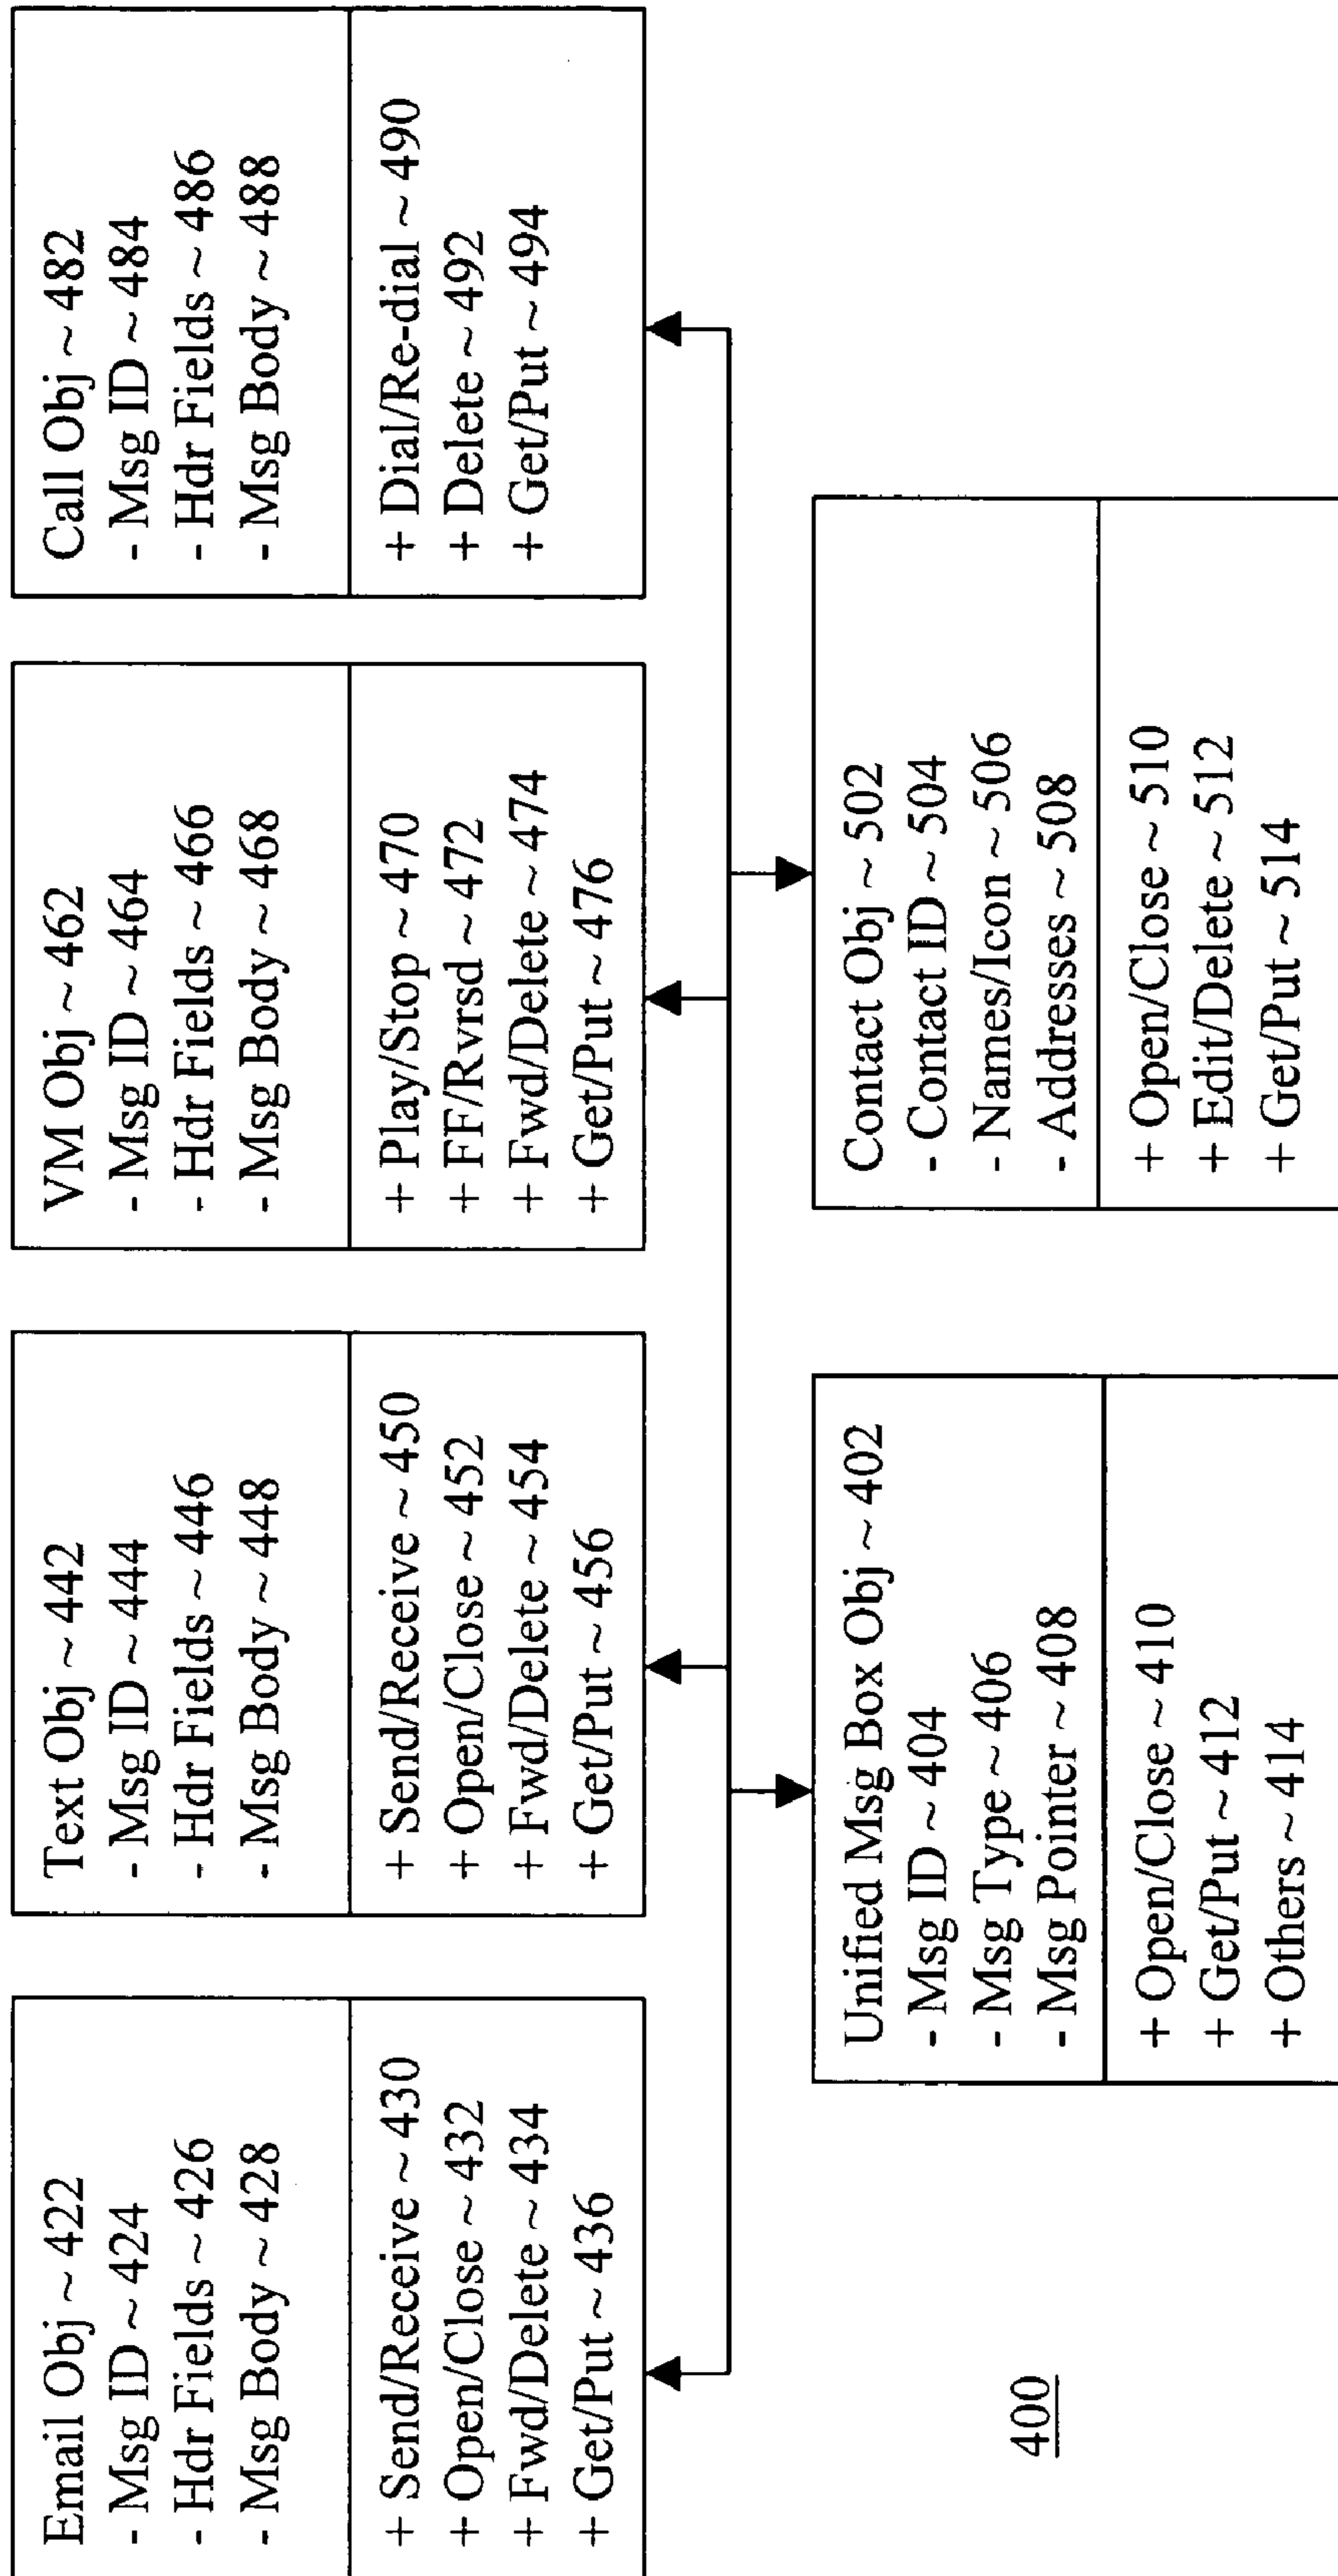 Email Obj ~ 422
- Msg ID ~ 424
- Hdr Fields ~ 426
- Msg Body ~ 428
+ Send/Receive ~ 430
+ Open/Close ~ 432
+ Fwd/Delete ~ 434
+ Get/Put ~ 436
Text Obj ~ 442
- Msg ID ~ 444
- Hdr Fields ~ 446
- Msg Body ~ 448
+ Send/Receive ~ 450
+ Open/Close ~ 452
+ Fwd/Delete ~ 454
+ Get/Put ~ 456
VM Obj ~ 462
- Msg ID ~ 464
- Hdr Fields ~ 466
- Msg Body ~ 468
+ Play/Stop ~ 470
+ FF/Rvrsd ~ 472
+ Fwd/Delete ~ 474
+ Get/Put ~ 476
Call Obj ~ 482
- Msg ID ~ 484
- Hdr Fields ~ 486
- Msg Body ~ 488
+ Dial/Re-dial ~ 490
+ Delete ~ 492
+ Get/Put ~ 494
Unified Msg Box Obj ~ 402
- Msg ID ~ 404
- Msg Type ~ 406
- Msg Pointer ~ 408
+ Open/Close ~ 410
+ Get/Put ~ 412
+ Others ~ 414
Contact Obj ~ 502
- Contact ID ~ 504
- Names/Icon ~ 506
- Addresses ~ 508
+ Open/Close ~ 510
+ Edit/Delete ~ 512
+ Get/Put ~ 514
400